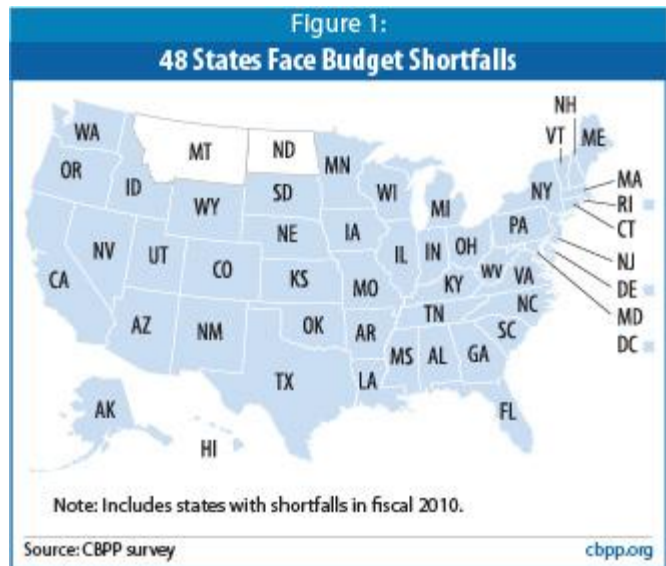 Figure 1:
48 States Face Budget Shortfalls
NH
VT ME
WA
MT ND
MN
OR
MA
ID
SD
WI
NY
RI
WY
MI
CT
PA
NE
IA
NJ
NV
UT
IL IN OH
CO
DE
CA
KS
MO
WV VA
KY
MD
NC
TN
DC
AZ
NM
OK
AR
SC
MS AL GA
TX
LA
AK
FL
HI
Note: Includes states with shortfalls in fiscal 2010.
Source: CBPP survey cbpp.org